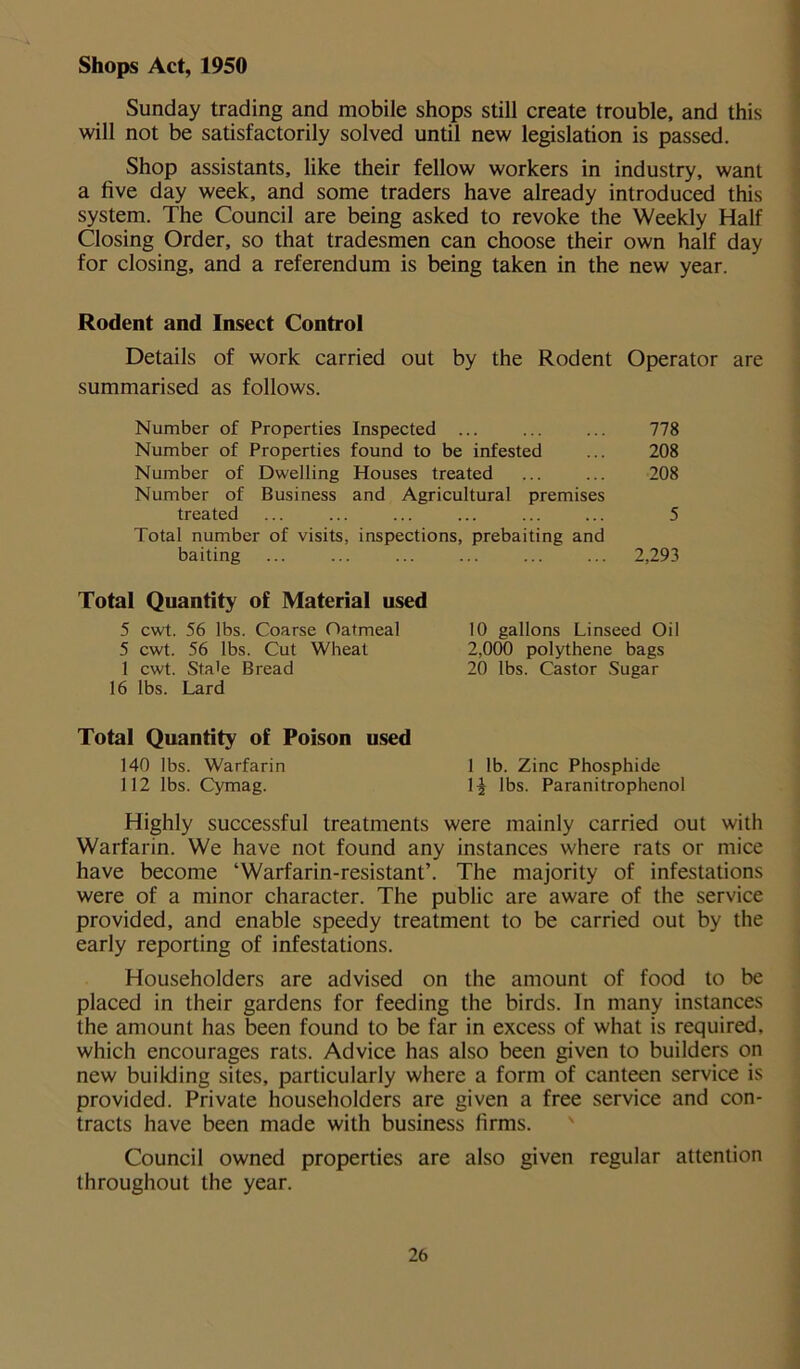 Shops Act, 1950
Sunday trading and mobile shops still create trouble, and this
will not be satisfactorily solved until new legislation is passed.
Shop assistants, like their fellow workers in industry, want
a five day week, and some traders have already introduced this
system. The Council are being asked to revoke the Weekly Half
Closing Order, so that tradesmen can choose their own half day
for closing, and a referendum is being taken in the new year.
Rodent and Insect Control
Details of work carried out by the Rodent Operator are
summarised as follows.
Number of Properties Inspected ... ... ... 778
Number of Properties found to be infested ... 208
Number of Dwelling Houses treated ... ... 208
Number of Business and Agricultural premises
treated ... ... ... ... ... ... 5
Total number of visits, inspections, prebaiting and
baiting ... ... ... ... ... ... 2,293
Total Quantity of Material used
5 cwt. 56 lbs. Coarse Oatmeal 10 gallons Linseed Oil
5 cwt. 56 lbs. Cut Wheat 2,000 polythene bags
1 cwt. Stale Bread 20 lbs. Castor Sugar
16 lbs. Lard
Total Quantity of Poison used
140 lbs. Warfarin 1 lb. Zinc Phosphide
112 lbs. Cymag. 1½ lbs. Paranitrophenol
Highly successful treatments were mainly carried out with
Warfarin. We have not found any instances where rats or mice
have become ‘Warfarin-resistant’. The majority of infestations
were of a minor character. The public are aware of the service
provided, and enable speedy treatment to be carried out by the
early reporting of infestations.
Householders are advised on the amount of food to be
placed in their gardens for feeding the birds. In many instances
the amount has been found to be far in excess of what is required,
which encourages rats. Advice has also been given to builders on
new building sites, particularly where a form of canteen service is
provided. Private householders are given a free service and con-
tracts have been made with business firms.
Council owned properties are also given regular attention
throughout the year.
26